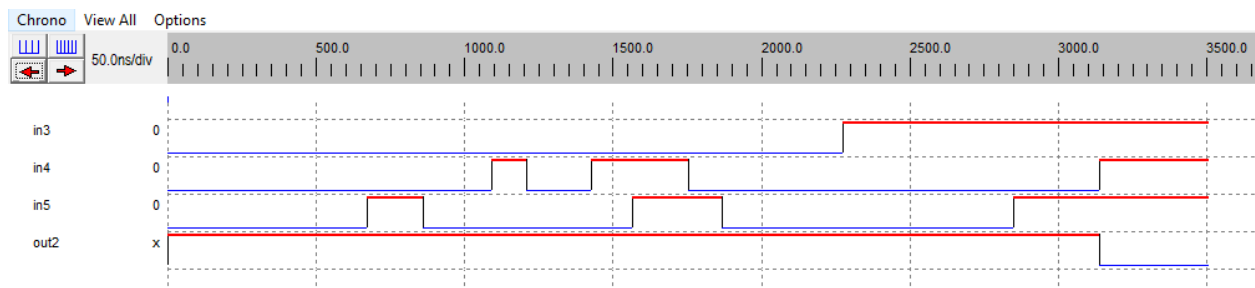 Chrono View All Options
50.0ns/div 0.0 500.0 1000.0 1500.0 2000.0 2500.0 3000.0 3500.0
in3 0
in4 0
in5 0
out2 x